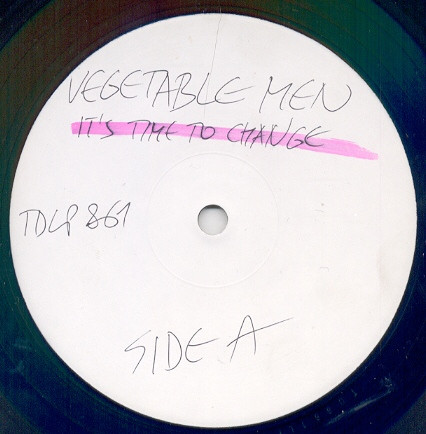 VEGETABLE MEN
IT'S TIME TO CHANGE
TDLP 861
SIDE A